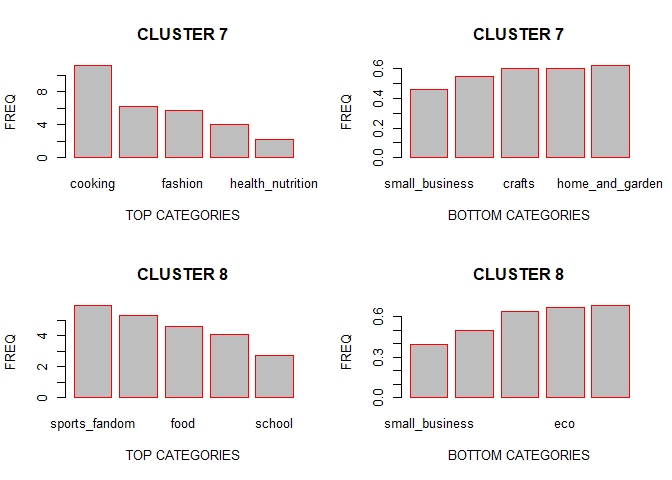 CLUSTER 7
FREQ
0 4 8
cooking fashion health_nutrition
TOP CATEGORIES
CLUSTER 7
FREQ
0.0 0.2 0.4 0.6
small_business crafts home_and_garden
BOTTOM CATEGORIES
CLUSTER 8
FREQ
0 2 4
sports_fandom food school
TOP CATEGORIES
CLUSTER 8
FREQ
0.0 0.3 0.6
small_business eco
BOTTOM CATEGORIES